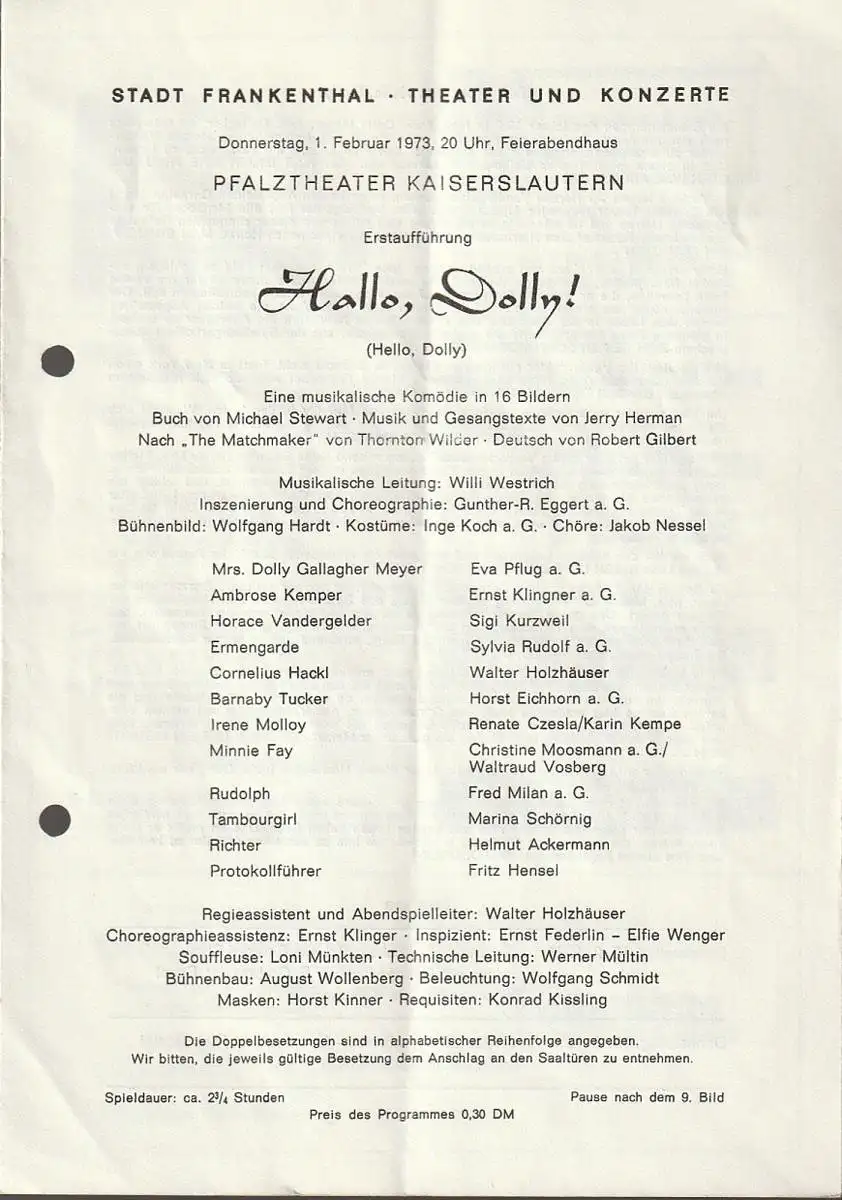 STADT FRANKENTHAL · THEATER UND KONZERTE
Donnerstag, 1. Februar 1973, 20 Uhr, Feierabendhaus
PFALZTHEATER KAISERSLAUTERN
Erstaufführung
Hallo, Dolly!
(Hello, Dolly)
Eine musikalische Komödie in 16 Bildern
Buch von Michael Stewart · Musik und Gesangstexte von Jerry Herman
Nach „The Matchmaker" von Thornton Wilder · Deutsch von Robert Gilbert
Musikalische Leitung: Willi Westrich
Inszenierung und Choreographie: Gunther-R. Eggert a. G.
Bühnenbild: Wolfgang Hardt · Kostüme: Inge Koch a. G. · Chöre: Jakob Nessel
Mrs. Dolly Gallagher Meyer Eva Pflug a. G.
Ambrose Kemper Ernst Klingner a. G.
Horace Vandergelder Sigi Kurzweil
Ermengarde Sylvia Rudolf a. G.
Cornelius Hackl Walter Holzhäuser
Barnaby Tucker Horst Eichhorn a. G.
Irene Molloy Renate Czesla/Karin Kempe
Minnie Fay Christine Moosmann a. G./
Waltraud Vosberg
Rudolph Fred Milan a. G.
Tambourgirl Marina Schörnig
Richter Helmut Ackermann
Protokollführer Fritz Hensel
Regieassistent und Abendspielleiter: Walter Holzhäuser
Choreographieassistenz: Ernst Klinger · Inspizient: Ernst Federlin – Elfie Wenger
Souffleuse: Loni Münkten · Technische Leitung: Werner Mültin
Bühnenbau: August Wollenberg · Beleuchtung: Wolfgang Schmidt
Masken: Horst Kinner · Requisiten: Konrad Kissling
Die Doppelbesetzungen sind in alphabetischer Reihenfolge angegeben.
Wir bitten, die jeweils gültige Besetzung dem Anschlag an den Saaltüren zu entnehmen.
Spieldauer: ca. 2³/₄ Stunden Pause nach dem 9. Bild
Preis des Programmes 0,30 DM